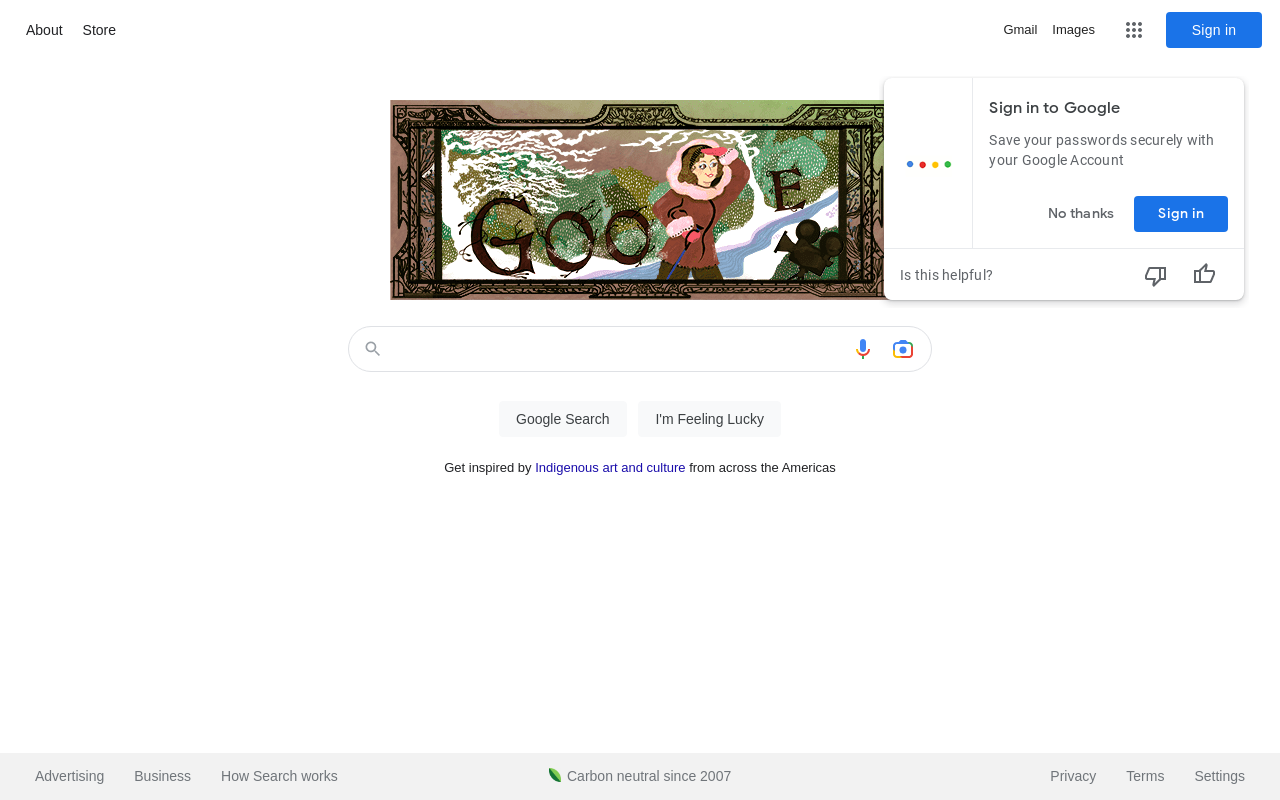 About Store
Gmail Images Sign in
GOO E
Sign in to Google
Save your passwords securely with
your Google Account
No thanks Sign in
Is this helpful?
Google Search I'm Feeling Lucky
Get inspired by Indigenous art and culture from across the Americas
Advertising Business How Search works Carbon neutral since 2007 Privacy Terms Settings